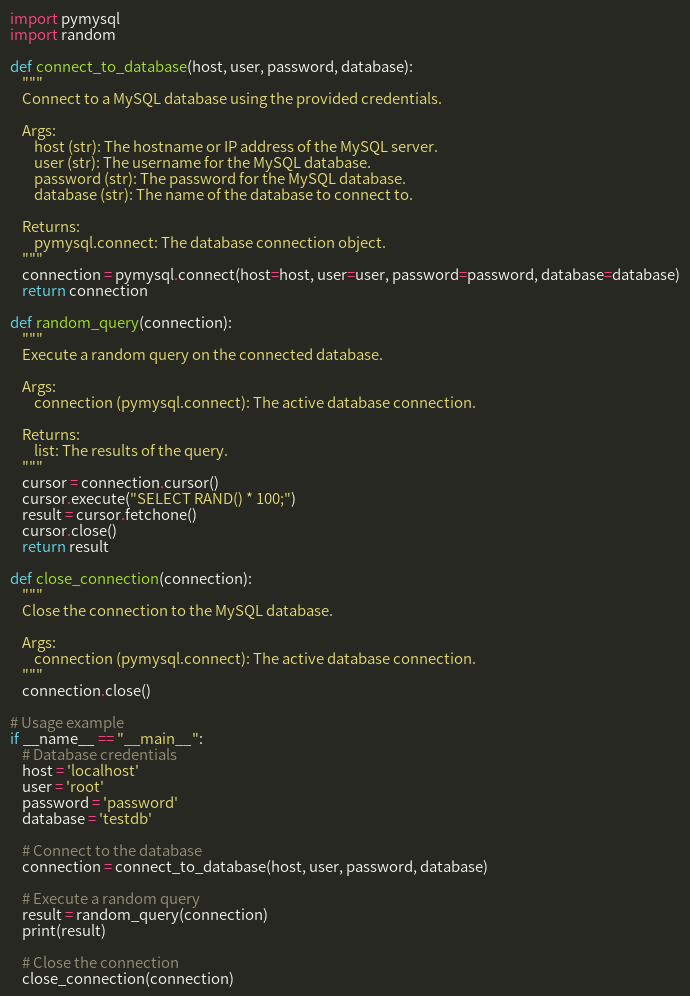 import pymysql
import random

def connect_to_database(host, user, password, database):
    """
    Connect to a MySQL database using the provided credentials.

    Args:
        host (str): The hostname or IP address of the MySQL server.
        user (str): The username for the MySQL database.
        password (str): The password for the MySQL database.
        database (str): The name of the database to connect to.

    Returns:
        pymysql.connect: The database connection object.
    """
    connection = pymysql.connect(host=host, user=user, password=password, database=database)
    return connection

def random_query(connection):
    """
    Execute a random query on the connected database.

    Args:
        connection (pymysql.connect): The active database connection.

    Returns:
        list: The results of the query.
    """
    cursor = connection.cursor()
    cursor.execute("SELECT RAND() * 100;")
    result = cursor.fetchone()
    cursor.close()
    return result

def close_connection(connection):
    """
    Close the connection to the MySQL database.

    Args:
        connection (pymysql.connect): The active database connection.
    """
    connection.close()

# Usage example
if __name__ == "__main__":
    # Database credentials
    host = 'localhost'
    user = 'root'
    password = 'password'
    database = 'testdb'

    # Connect to the database
    connection = connect_to_database(host, user, password, database)

    # Execute a random query
    result = random_query(connection)
    print(result)

    # Close the connection
    close_connection(connection)